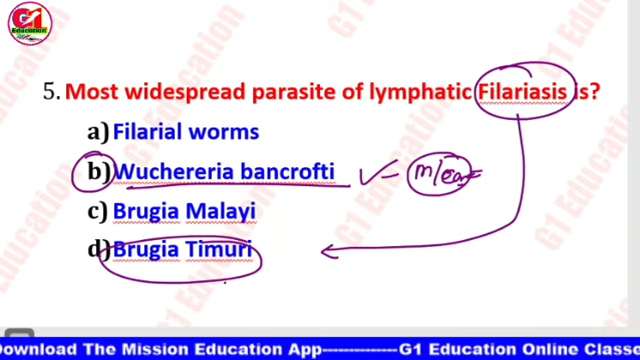 G1
Education
5. Most widespread parasite of lymphatic Filariasis is?
a) Filarial worms
b) Wuchereria bancrofti
c) Brugia Malayi
d) Brugia Timuri
Download The Mission Education App---------------G1 Education Online Classe